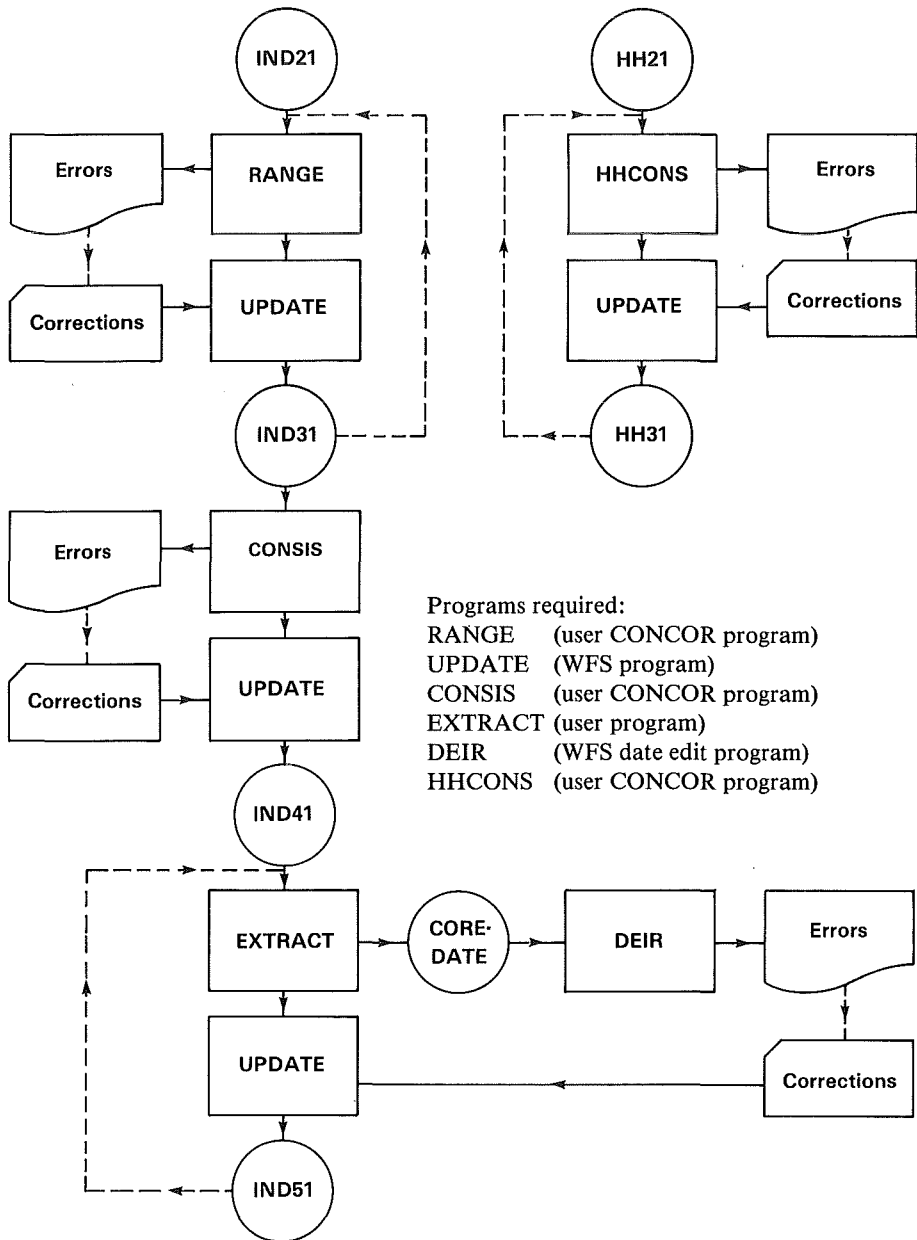 IND21
HH21
Errors
RANGE
HHCONS
Errors
Corrections
UPDATE
UPDATE
Corrections
IND31
HH31
Errors
CONSIS
Corrections
UPDATE
Programs required:
RANGE (user CONCOR program)
UPDATE (WFS program)
CONSIS (user CONCOR program)
EXTRACT (user program)
DEIR (WFS date edit program)
HHCONS (user CONCOR program)
IND41
EXTRACT
CORE-
DATE
DEIR
Errors
UPDATE
Corrections
IND51